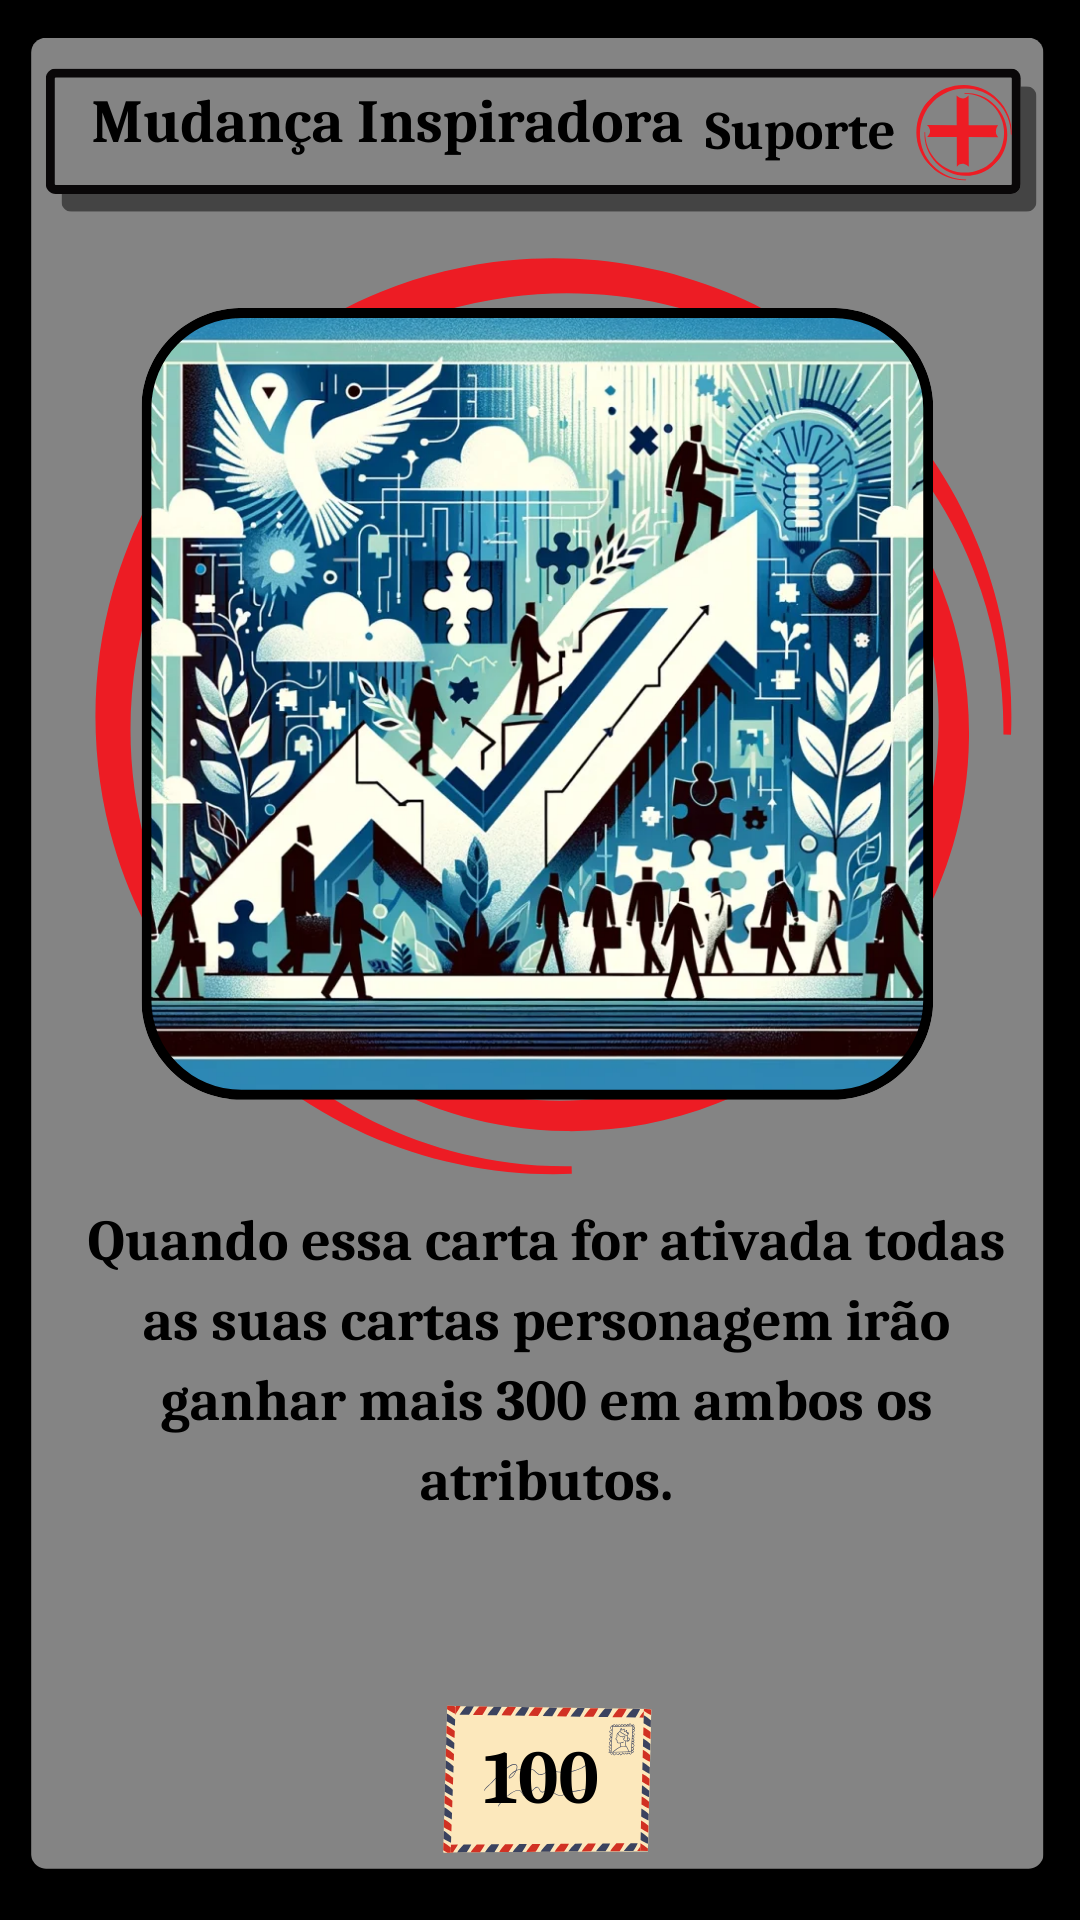 Mudança Inspiradora Suporte
Quando essa carta for ativada todas
as suas cartas personagem irão
ganhar mais 300 em ambos os
atributos.
100